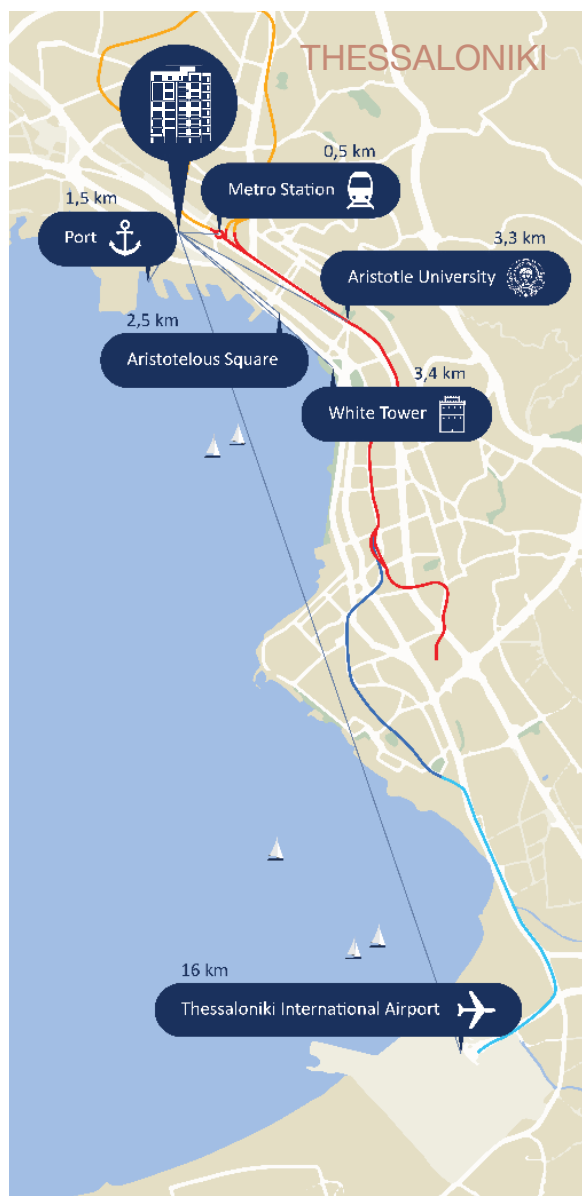 THESSALONIKI
0,5 km
Metro Station
1,5 km
Port
3,3 km
Aristotle University
2,5 km
Aristotelous Square
3,4 km
White Tower
16 km
Thessaloniki International Airport